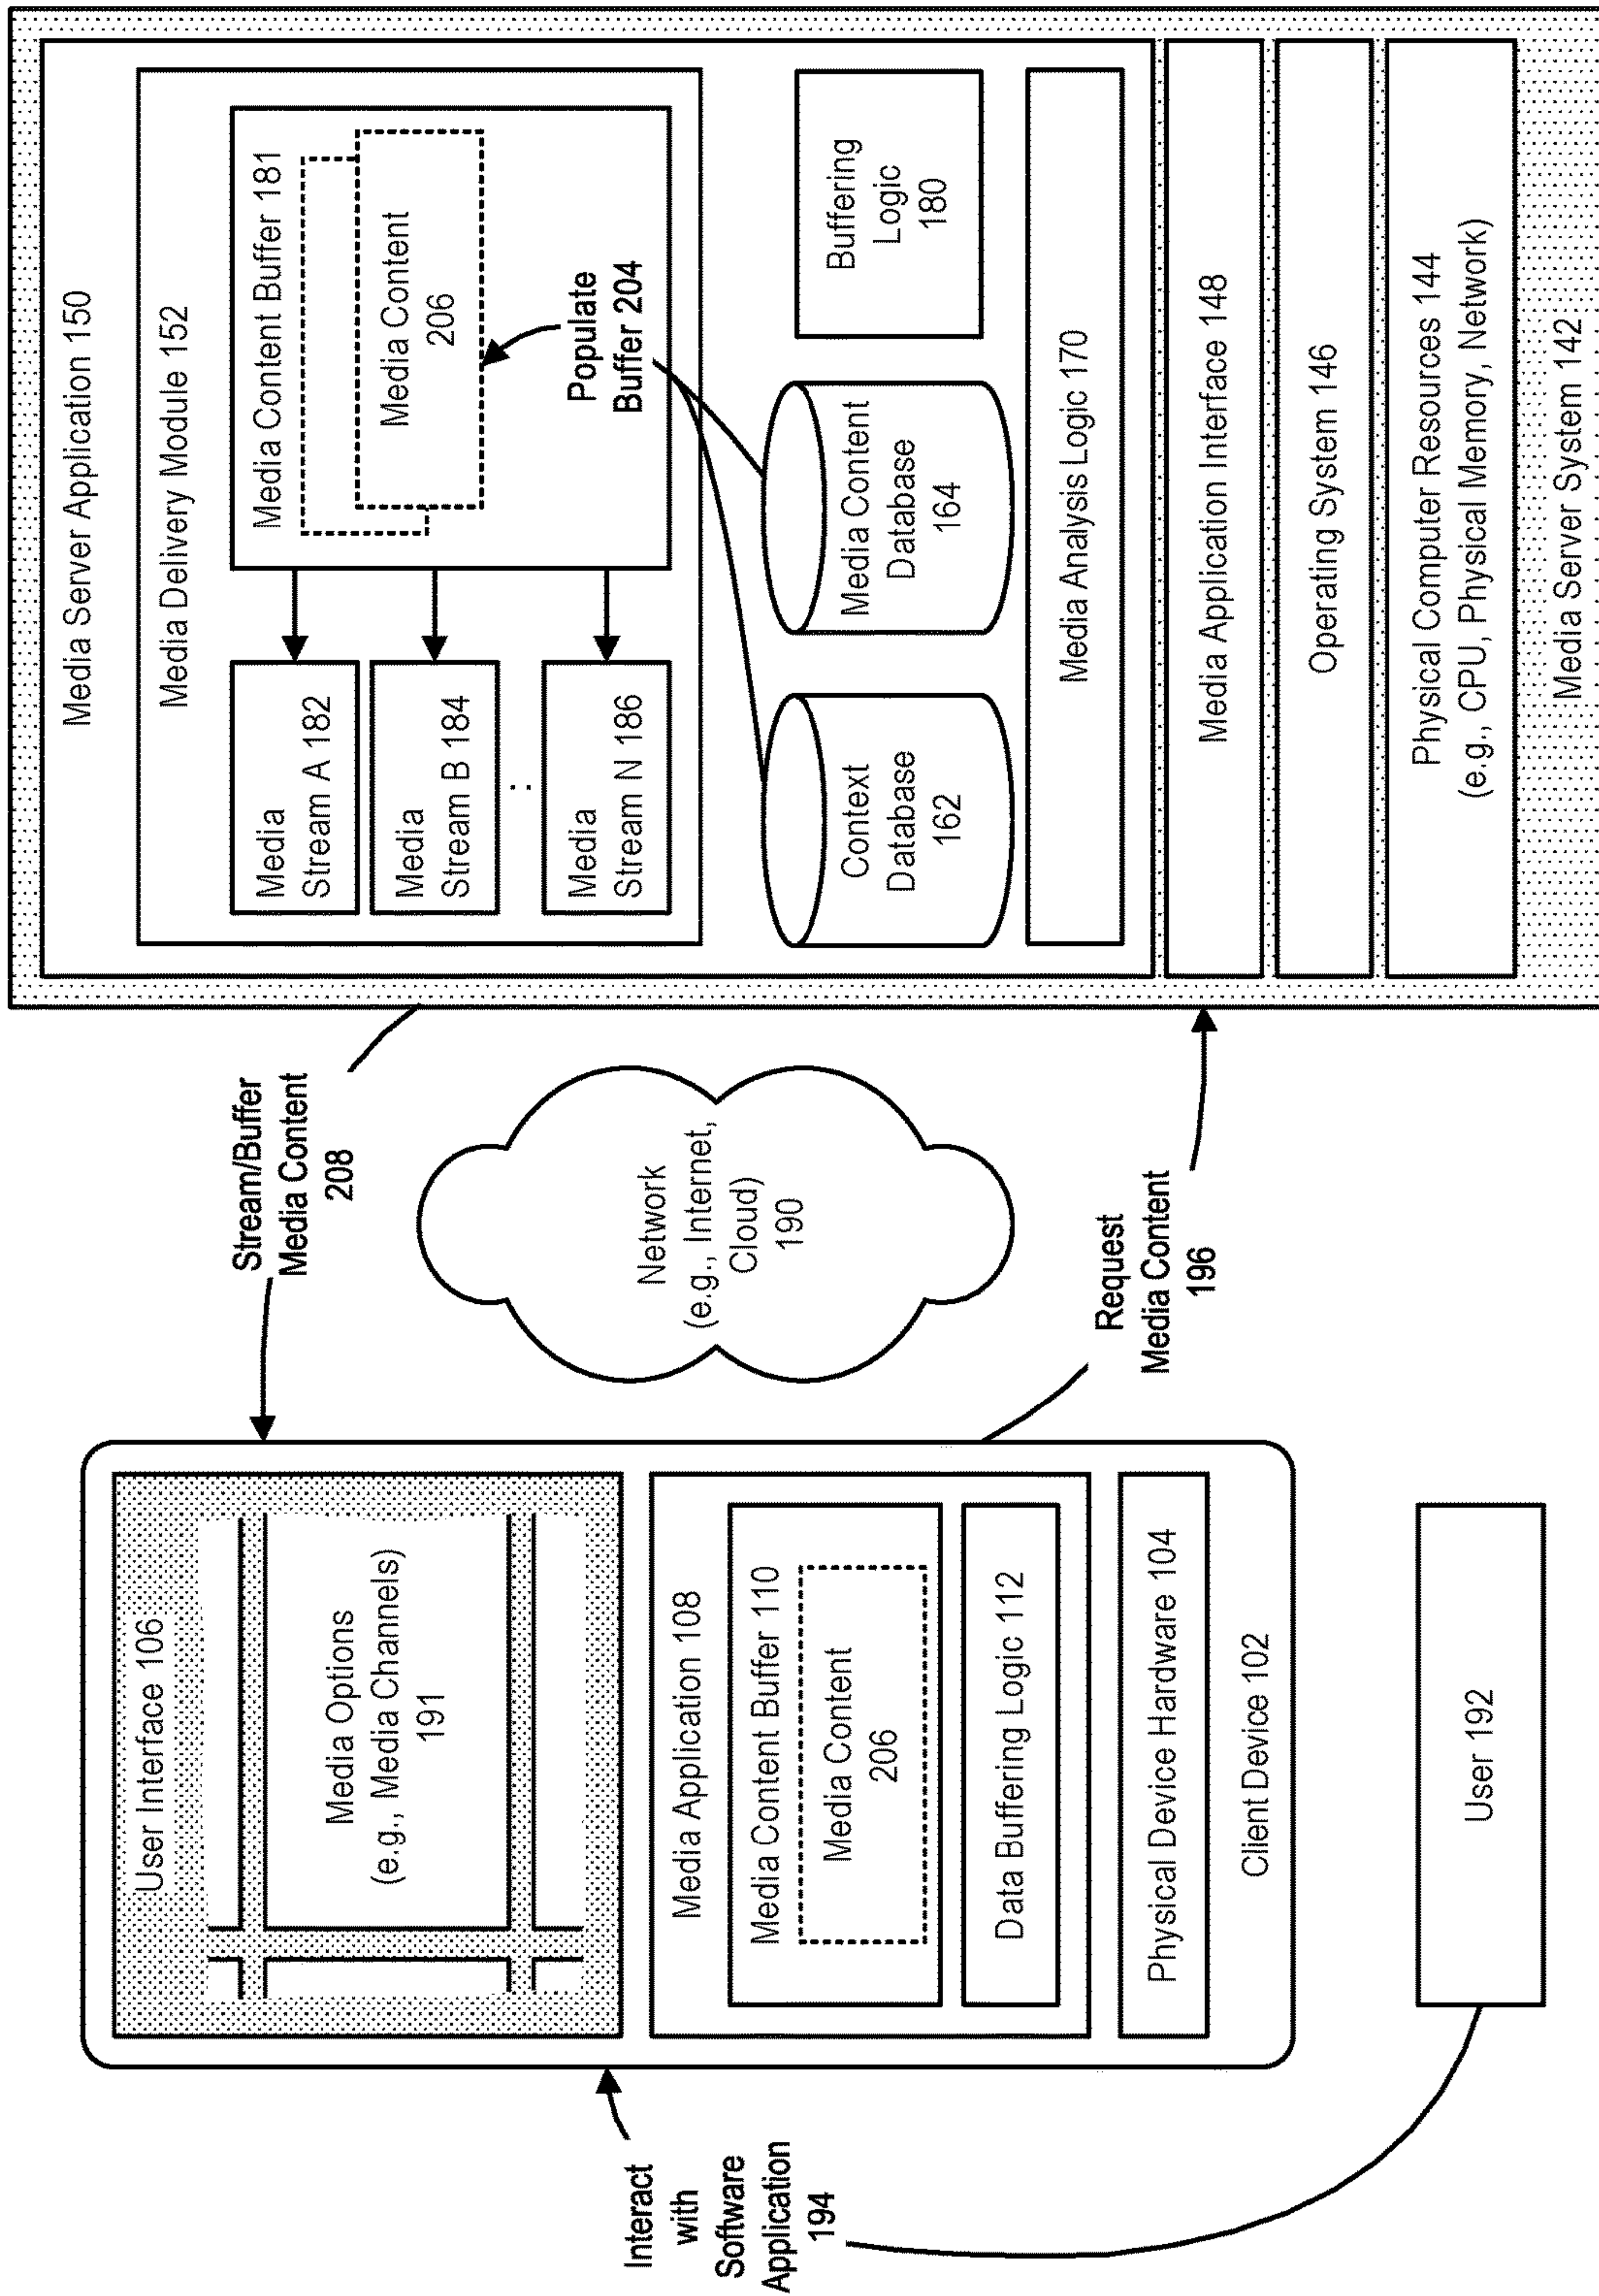 User Interface 106
Media Options
(e.g., Media Channels)
191
Media Application 108
Media Content Buffer 110
Media Content
206
Data Buffering Logic 112
Physical Device Hardware 104
Client Device 102
User 192
Interact
with
Software
Application
194
Stream/Buffer
Media Content
208
Network
(e.g., Internet,
Cloud)
190
Request
Media Content
196
Media Server Application 150
Media Delivery Module 152
Media
Stream A 182
Media
Stream B 184
:
Media
Stream N 186
Media Content Buffer 181
Media Content
206
Populate
Buffer 204
Context
Database
162
Media Content
Database
164
Buffering
Logic
180
Media Analysis Logic 170
Media Application Interface 148
Operating System 146
Physical Computer Resources 144
(e.g., CPU, Physical Memory, Network)
Media Server System 142